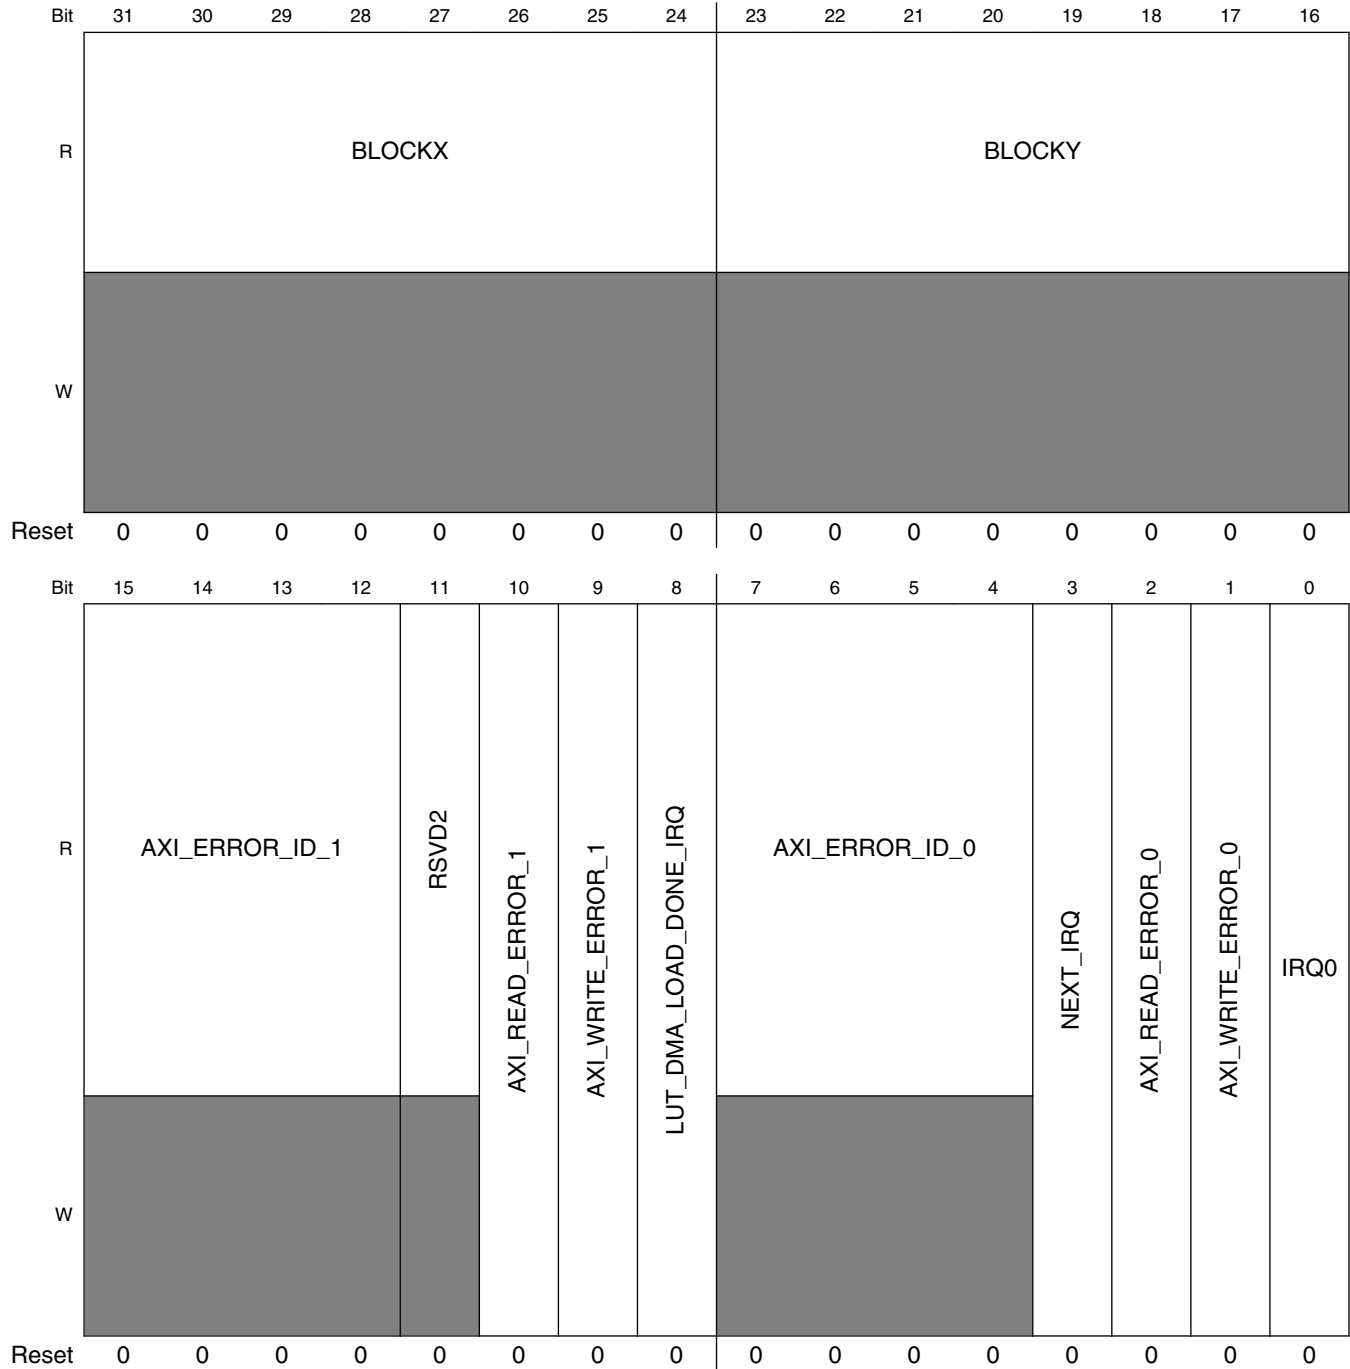 Bit 31 30 29 28 27 26 25 24 23 22 21 20 19 18 17 16
R BLOCKX BLOCKY
W
Reset 0 0 0 0 0 0 0 0 0 0 0 0 0 0 0 0
Bit 15 14 13 12 11 10 9 8 7 6 5 4 3 2 1 0
R AXI_ERROR_ID_1 RSVD2 AXI_READ_ERROR_1 AXI_WRITE_ERROR_1 LUT_DMA_LOAD_DONE_IRQ AXI_ERROR_ID_0 NEXT_IRQ AXI_READ_ERROR_0 AXI_WRITE_ERROR_0 IRQ0
W
Reset 0 0 0 0 0 0 0 0 0 0 0 0 0 0 0 0